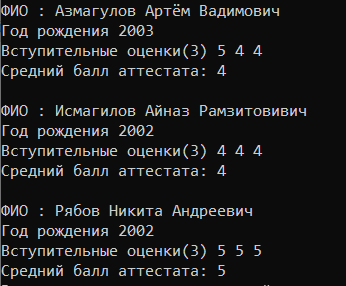 ФИО : Азмагулов Артём Вадимович
Год рождения 2003
Вступительные оценки(3) 5 4 4
Средний балл аттестата: 4
ФИО : Исмагилов Айназ Рамзитовивич
Год рождения 2002
Вступительные оценки(3) 4 4 4
Средний балл аттестата: 4
ФИО : Рябов Никита Андреевич
Год рождения 2002
Вступительные оценки(3) 5 5 5
Средний балл аттестата: 5